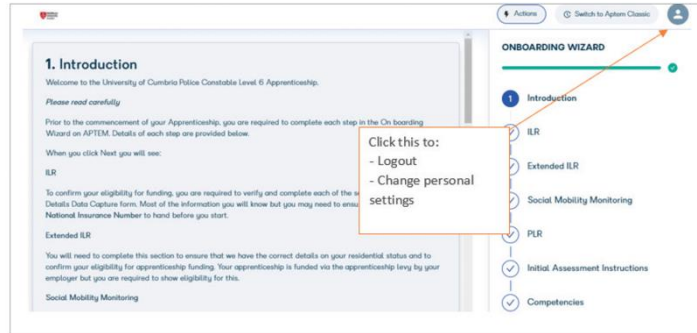 Actions
Switch to Aptem Classic
1. Introduction
Welcome to the University of Cumbria Police Constable Level 6 Apprenticeship.
Please read carefully
Prior to the commencement of your Apprenticeship, you are required to complete each step in the On boarding
Wizard on APTEM. Details of each step are provided below.
When you click Next you will see:
ILR
To confirm your eligibility for funding, you are required to verify and complete each of the se
Details Data Capture form. Most of the information you will know but you may need to ensu
National Insurance Number to hand before you start.
Extended ILR
You will need to complete this section to ensure that we have the correct details on your residential status and to
confirm your eligibility for apprenticeship funding. Your apprenticeship is funded via the apprenticeship levy by your
employer but you are required to show eligibility for this.
Social Mobility Monitoring
Click this to:
- Logout
- Change personal
settings
ONBOARDING WIZARD
1 Introduction
ILR
Extended ILR
Social Mobility Monitoring
PLR
Initial Assessment Instructions
Competencies